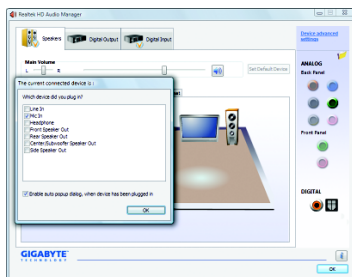 Realtek HD Audio Manager
Speakers
Digital Output
Digital Input
Device advanced settings
Main Volume
L
R
Set Default Device
ANALOG
Back Panel
The current connected device is :
Which device did you plug in?
Line In
Mic In
Headphone
Front Speaker Out
Rear Speaker Out
Center/Subwoofer Speaker Out
Side Speaker Out
Enable auto popup dialog, when device has been plugged in
OK
Front Panel
DIGITAL
GIGABYTE
TECHNOLOGY
OK